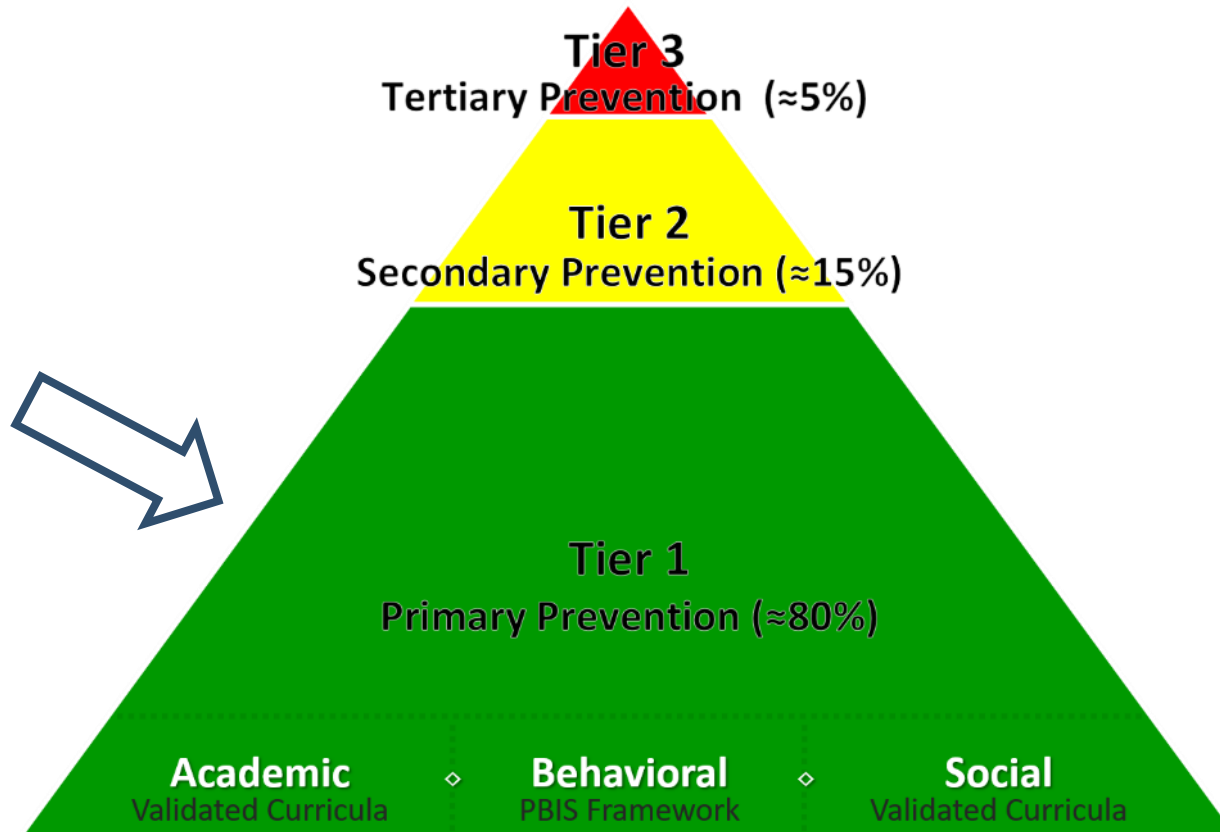 Tier 3
Tertiary Prevention (≈5%)
Tier 2
Secondary Prevention (≈15%)
Tier 1
Primary Prevention (≈80%)
Academic ◇ Behavioral ◇ Social
Validated Curricula PBIS Framework Validated Curricula